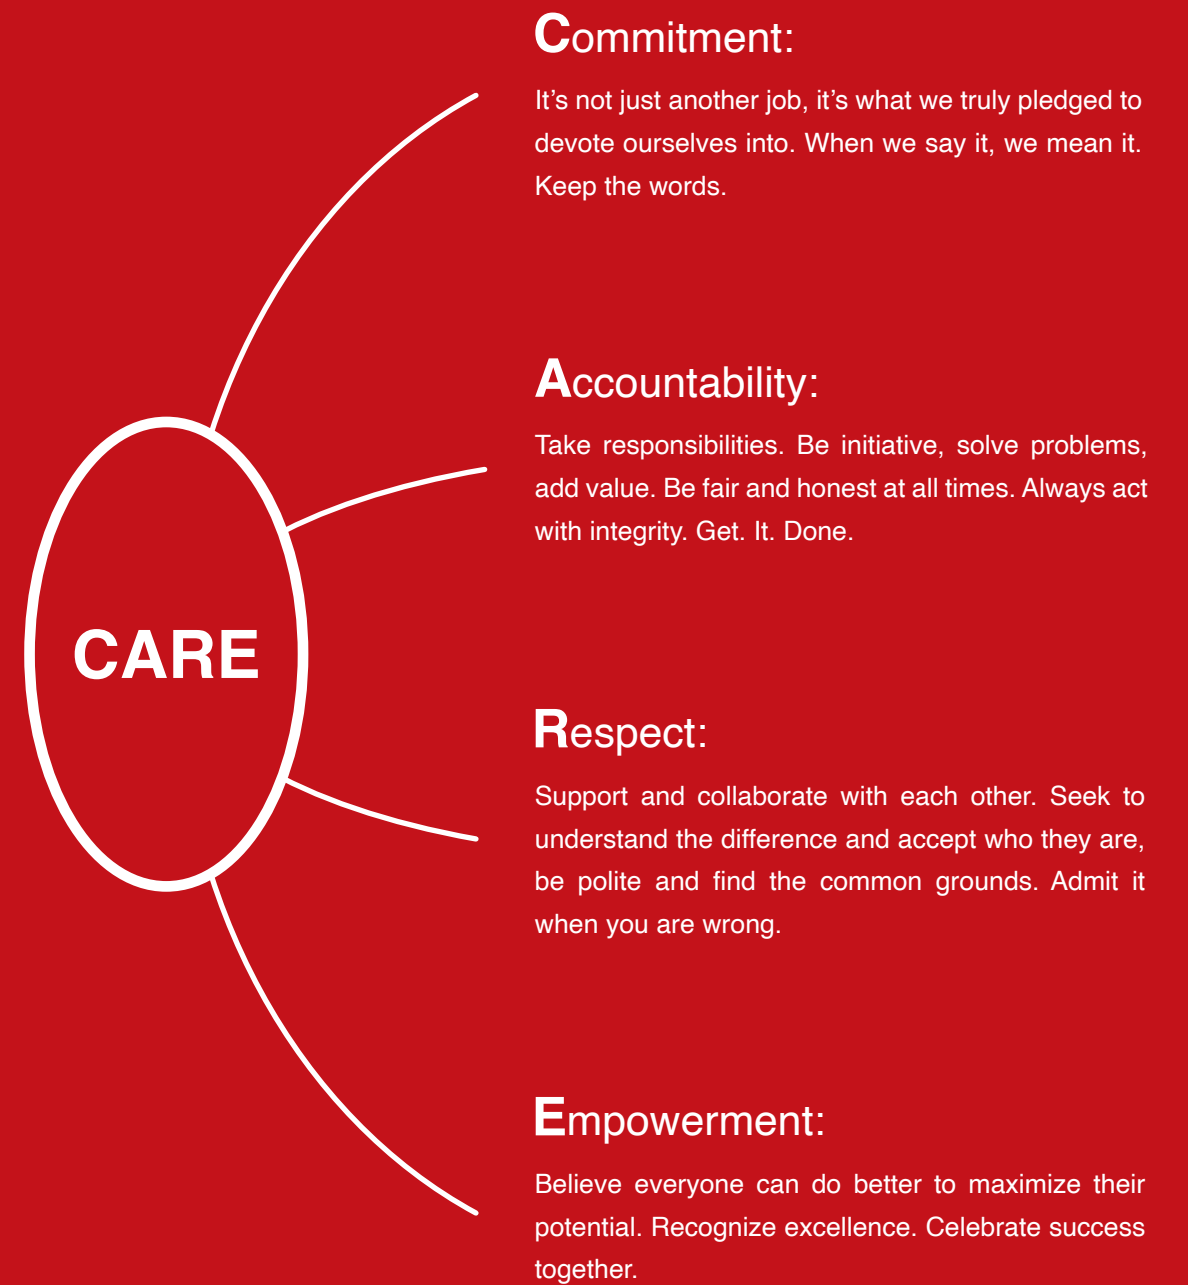 Commitment:
It’s not just another job, it’s what we truly pledged to
devote ourselves into. When we say it, we mean it.
Keep the words.
Accountability:
Take responsibilities. Be initiative, solve problems,
add value. Be fair and honest at all times. Always act
with integrity. Get. It. Done.
CARE
Respect:
Support and collaborate with each other. Seek to
understand the difference and accept who they are,
be polite and find the common grounds. Admit it
when you are wrong.
Empowerment:
Believe everyone can do better to maximize their
potential. Recognize excellence. Celebrate success
together.